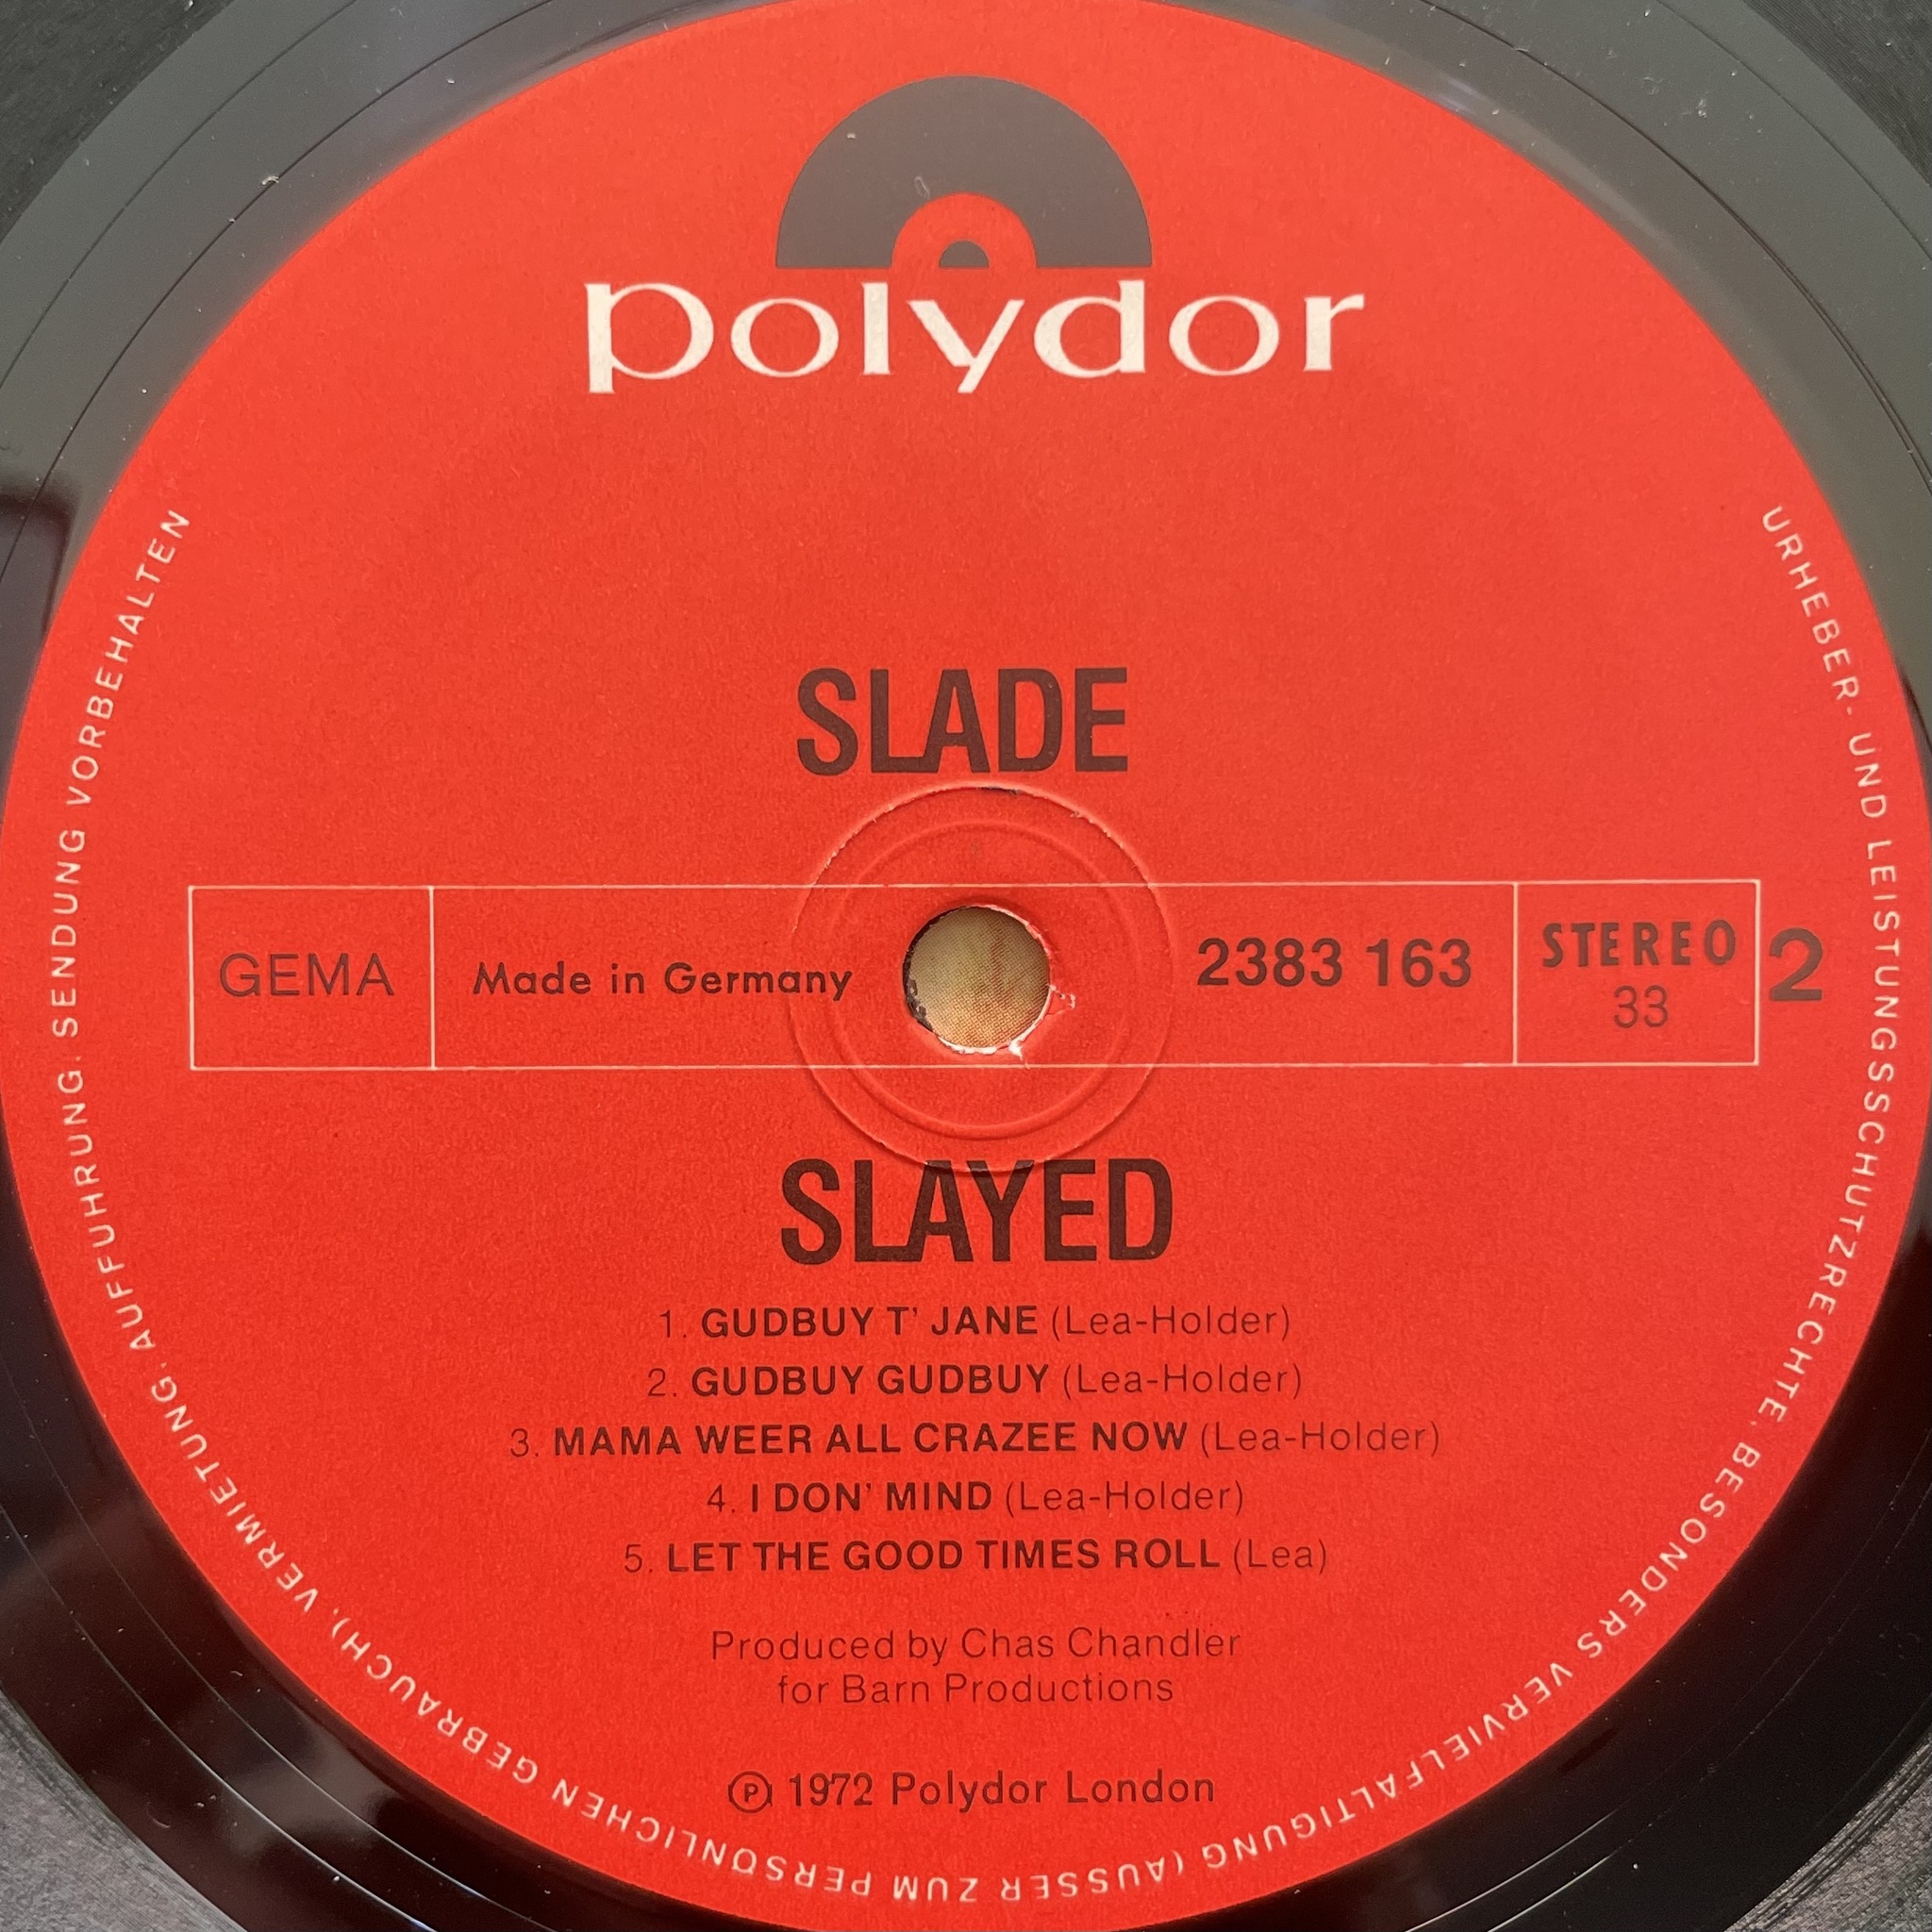 polydor
SLADE
GEMA
Made in Germany
2383 163
STEREO
33
2
SLAYED
1. GUDBUY T' JANE (Lea-Holder)
2. GUDBUY GUDBUY (Lea-Holder)
3. MAMA WEER ALL CRAZEE NOW (Lea-Holder)
4. I DON' MIND (Lea-Holder)
5. LET THE GOOD TIMES ROLL (Lea)
Produced by Chas Chandler
for Barn Productions
℗ 1972 Polydor London
URHEBER- UND LEISTUNGSSCHUTZRECHTE, BESONDERS VERVIELFALTIGUNG (AUSSER ZUM PERSONLICHEN GEBRAUCH), VERMIETUNG, AUFFUHRUNG, SENDUNG VORBEHALTEN